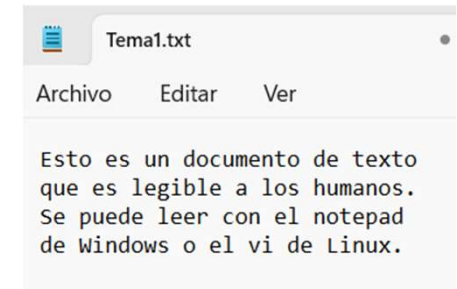 Tema1.txt
Archivo Editar Ver
Esto es un documento de texto
que es legible a los humanos.
Se puede leer con el notepad
de Windows o el vi de Linux.